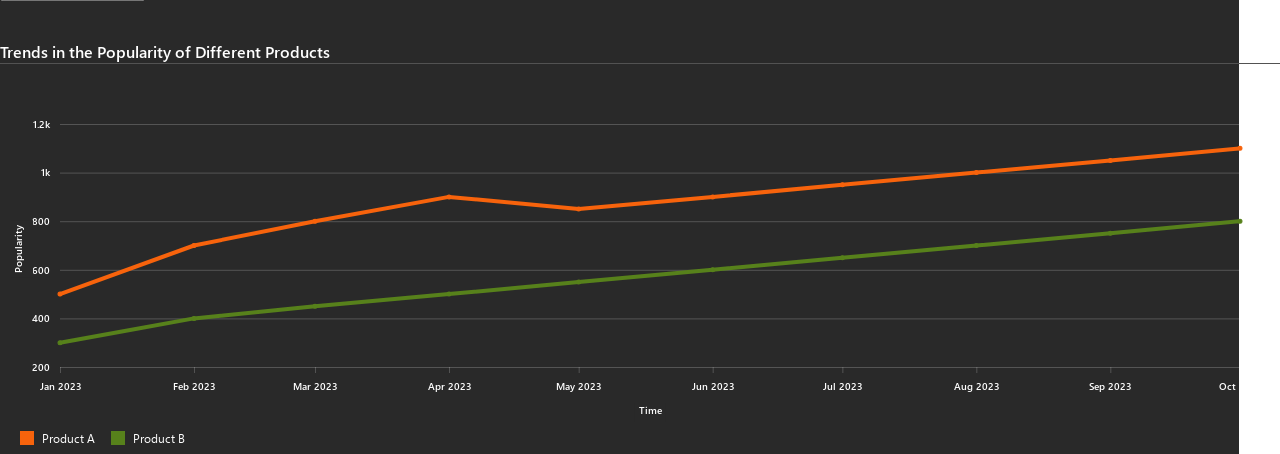 Trends in the Popularity of Different Products
1.2k
1k
800
600
400
200
Popularity
Jan 2023 Feb 2023 Mar 2023 Apr 2023 May 2023 Jun 2023 Jul 2023 Aug 2023 Sep 2023 Oct
Time
Product A Product B